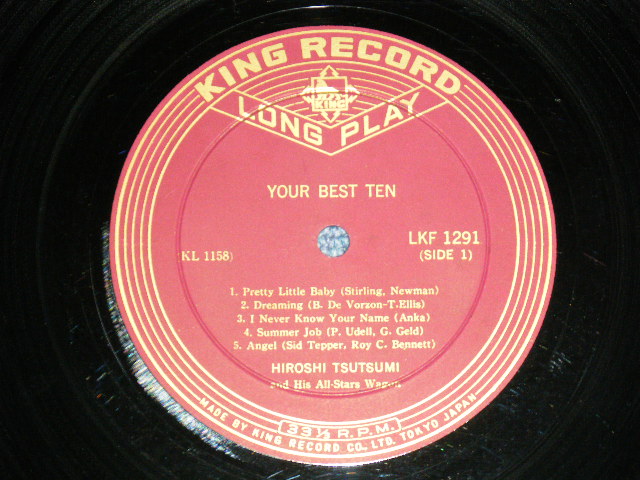 KING RECORD
KING
LONG PLAY
YOUR BEST TEN
KL 1158)
LKF 1291
(SIDE 1)
1. Pretty Little Baby (Stirling, Newman)
2. Dreaming (B. De Vorzon-T.Ellis)
3. I Never Know Your Name (Anka)
4. Summer Job (P. Udell, G. Geld)
5. Angel (Sid Tepper, Roy C. Bennett)
HIROSHI TSUTSUMI
and His All-Stars Wagon
33⅓ R.P.M.
-MADE BY KING RECORD CO., LTD. TOKYO JAPAN-